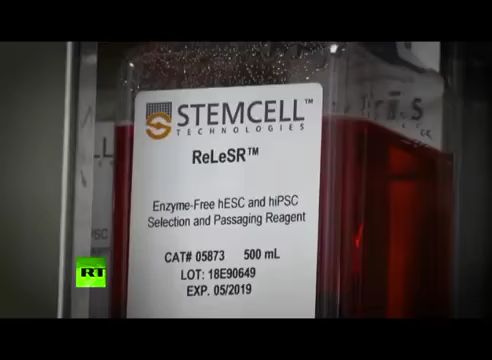 STEMCELL™
TECHNOLOGIES
ReLeSR™
Enzyme-Free hESC and hiPSC
Selection and Passaging Reagent
CAT# 05873 500 mL
LOT: 18E90649
EXP. 05/2019
RT